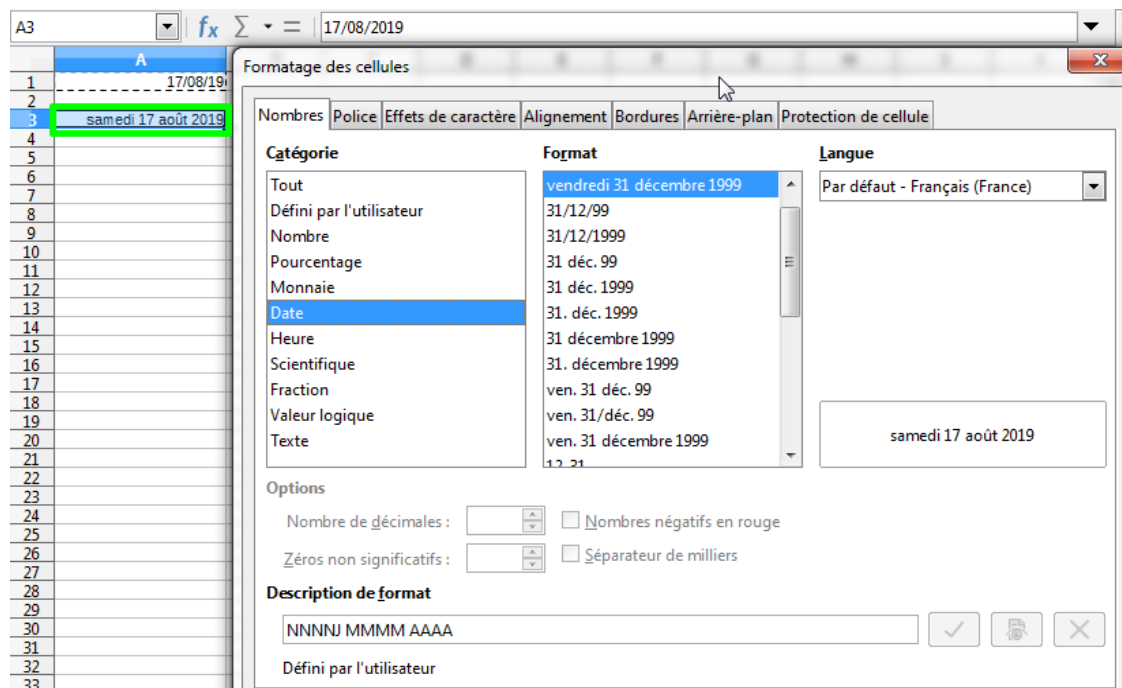 A3 fx Σ = 17/08/2019
A
Formatage des cellules
X
1 17/08/19
2
3 samedi 17 août 2019
Nombres Police Effets de caractère Alignement Bordures Arrière-plan Protection de cellule
4
5
6
7
8
9
10
11
12
13
14
15
16
17
18
19
20
21
22
23
24
25
26
27
28
29
30
31
32
33
Catégorie
Tout
Défini par l'utilisateur
Nombre
Pourcentage
Monnaie
Date
Heure
Scientifique
Fraction
Valeur logique
Texte
Format
vendredi 31 décembre 1999
31/12/99
31/12/1999
31 déc. 99
31 déc. 1999
31. déc. 1999
31 décembre 1999
31. décembre 1999
ven. 31 déc. 99
ven. 31/déc. 99
ven. 31 décembre 1999
12-31
Langue
Par défaut - Français (France)
samedi 17 août 2019
Options
Nombre de décimales :
Nombres négatifs en rouge
Zéros non significatifs :
Séparateur de milliers
Description de format
NNNNJ MMMM AAAA
Défini par l'utilisateur